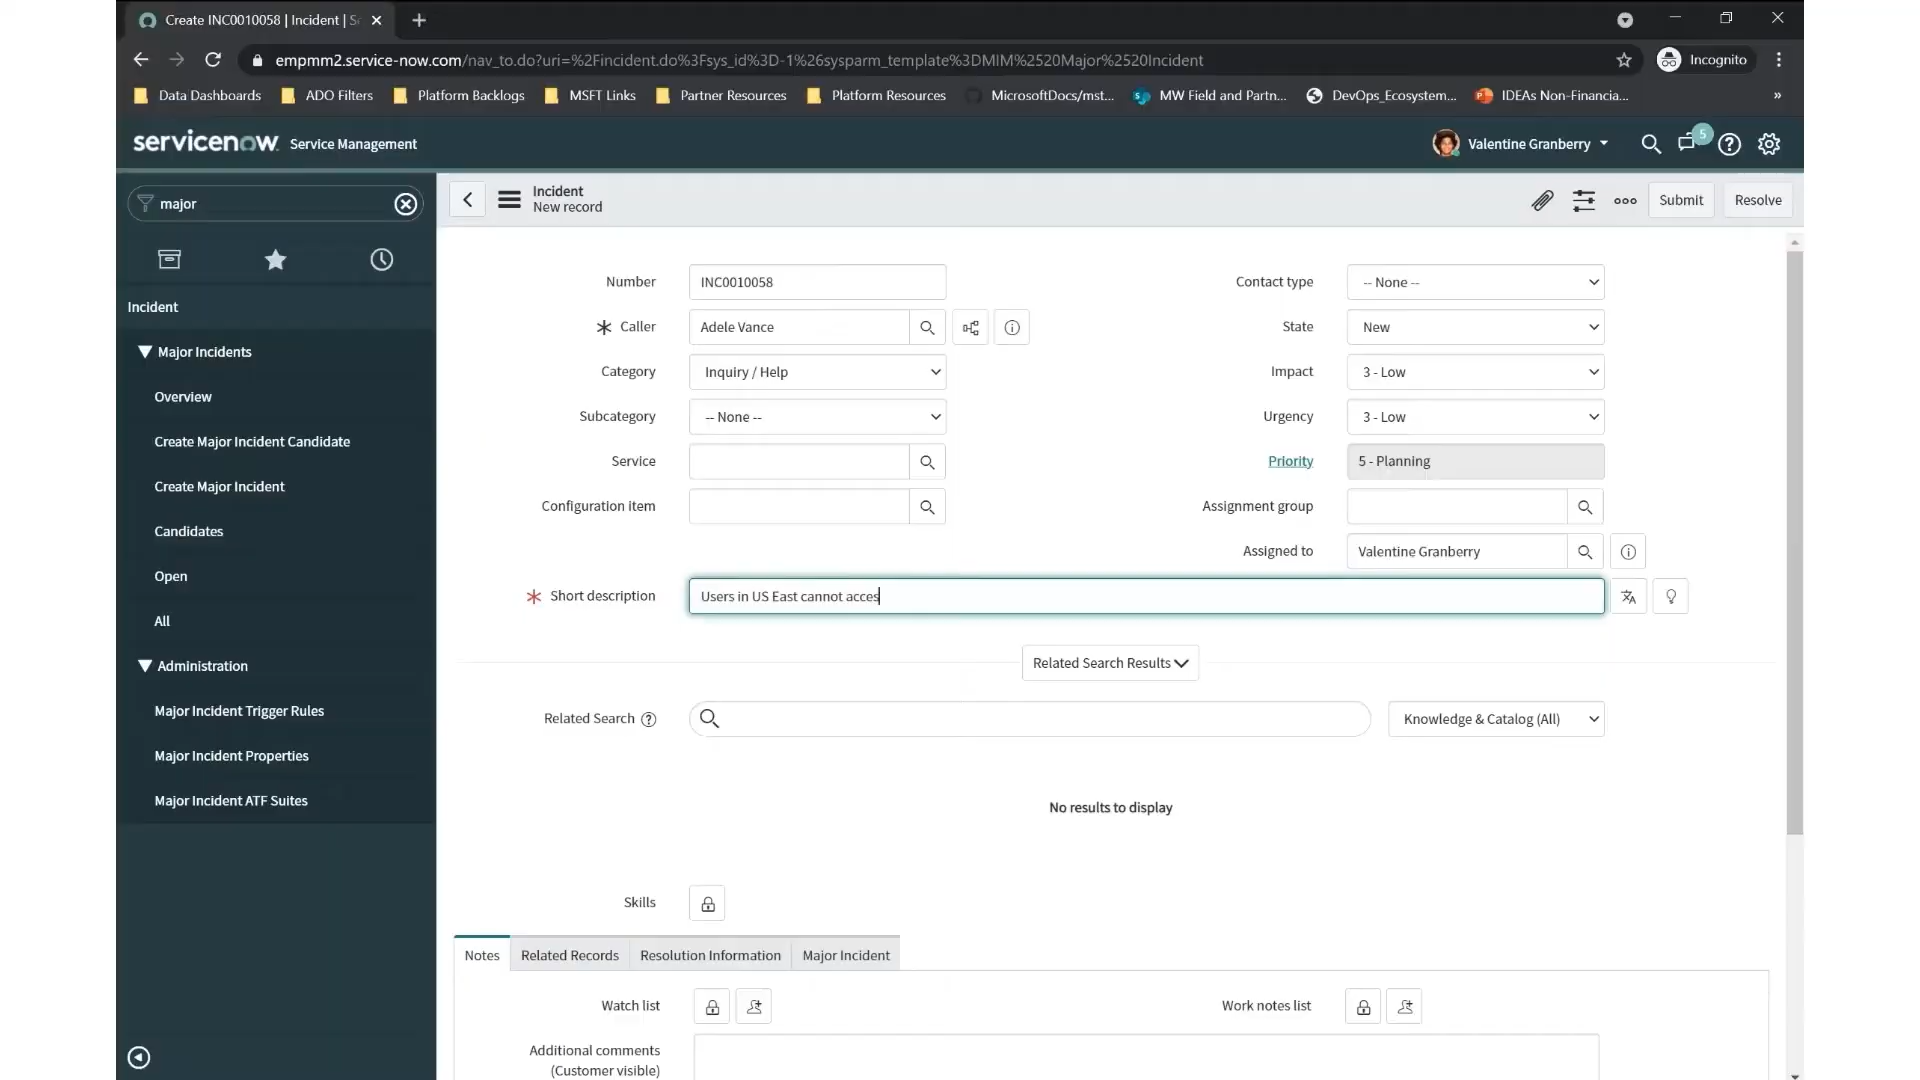 Create INC0010058 | Incident | S
empmm2.service-now.com/nav_to.do?uri=%2Fincident.do%3Fsys_id%3D-1%26sysparm_template%3DMIM%2520Major%2520Incident
Incognito
Data Dashboards
ADO Filters
Platform Backlogs
MSFT Links
Partner Resources
Platform Resources
MicrosoftDocs/mst...
MW Field and Partn...
DevOps_Ecosystem...
IDEAs Non-Financia...
»
servicenow Service Management
Valentine Granberry
5
major
Incident
New record
Submit
Resolve
Incident
Major Incidents
Overview
Create Major Incident Candidate
Create Major Incident
Candidates
Open
All
Administration
Major Incident Trigger Rules
Major Incident Properties
Major Incident ATF Suites
Number INC0010058
Contact type -- None --
Caller Adele Vance
State New
Category Inquiry / Help
Impact 3 - Low
Subcategory -- None --
Urgency 3 - Low
Service
Priority 5 - Planning
Configuration item
Assignment group
Assigned to Valentine Granberry
Short description Users in US East cannot acces
Related Search Results
Related Search
Knowledge & Catalog (All)
No results to display
Skills
Notes
Related Records
Resolution Information
Major Incident
Watch list
Work notes list
Additional comments
(Customer visible)